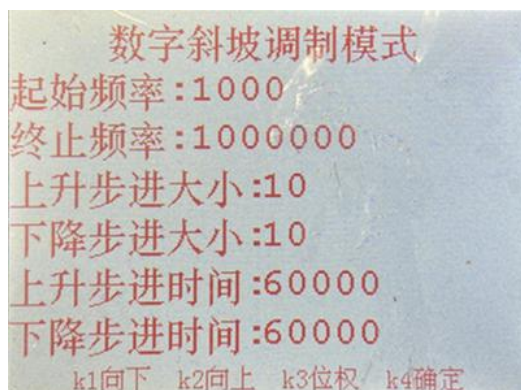 数字斜坡调制模式
起始频率:1000
终止频率:1000000
上升步进大小:10
下降步进大小:10
上升步进时间:60000
下降步进时间:60000
k1向下 k2向上 k3位权 k4确定